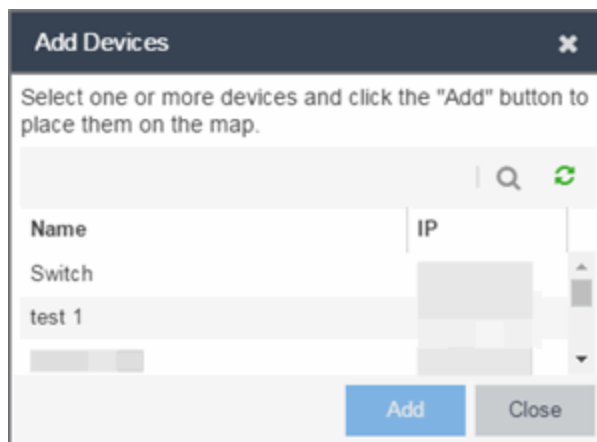 Add Devices
Select one or more devices and click the "Add" button to
place them on the map.
Name IP
Switch
test 1
Add Close